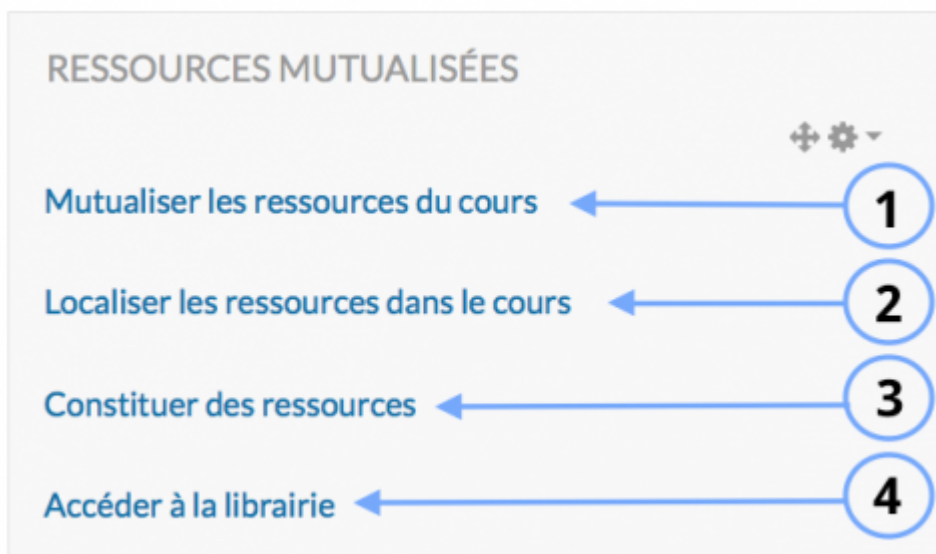 RESSOURCES MUTUALISÉES
Mutualiser les ressources du cours 1
Localiser les ressources dans le cours 2
Constituer des ressources 3
Accéder à la librairie 4